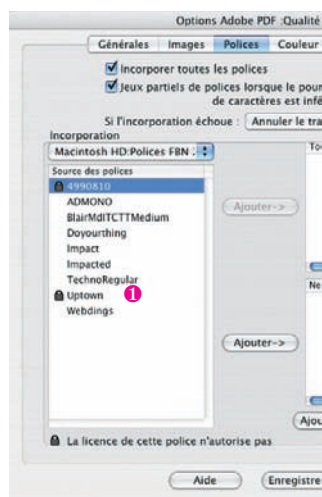 Options Adobe PDF :Qualité
Générales Images Polices Couleur
Incorporer toutes les polices
Jeux partiels de polices lorsque le pour
de caractères est infé
Si l'incorporation échoue : Annuler le tra
Incorporation
Macintosh HD:Polices FBN :
Source des polices
4990810
ADMONO
BlairMdITCTTMedium
Doyourthing
Impact
Impacted
TechnoRegular
Uptown 1
Webdings
Tou
Ajouter->
Ne
Ajouter->
Ajou
La licence de cette police n'autorise pas
Aide Enregistre